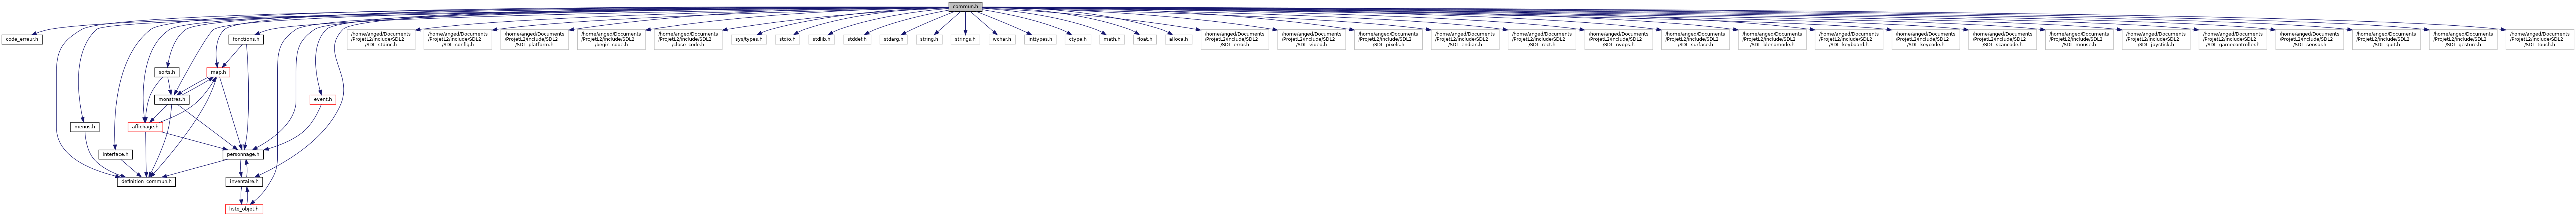 commun.h
code_erreur.h
fonctions.h
/home/anged/Documents
/ProjetL2/include/SDL2
/SDL_stdinc.h
/home/anged/Documents
/ProjetL2/include/SDL2
/SDL_config.h
/home/anged/Documents
/ProjetL2/include/SDL2
/SDL_platform.h
/home/anged/Documents
/ProjetL2/include/SDL2
/begin_code.h
/home/anged/Documents
/ProjetL2/include/SDL2
/close_code.h
sys/types.h
stdio.h
stdlib.h
stddef.h
stdarg.h
string.h
strings.h
wchar.h
inttypes.h
ctype.h
math.h
float.h
alloca.h
/home/anged/Documents
/ProjetL2/include/SDL2
/SDL_error.h
/home/anged/Documents
/ProjetL2/include/SDL2
/SDL_video.h
/home/anged/Documents
/ProjetL2/include/SDL2
/SDL_pixels.h
/home/anged/Documents
/ProjetL2/include/SDL2
/SDL_endian.h
/home/anged/Documents
/ProjetL2/include/SDL2
/SDL_rect.h
/home/anged/Documents
/ProjetL2/include/SDL2
/SDL_rwops.h
/home/anged/Documents
/ProjetL2/include/SDL2
/SDL_surface.h
/home/anged/Documents
/ProjetL2/include/SDL2
/SDL_blendmode.h
/home/anged/Documents
/ProjetL2/include/SDL2
/SDL_keyboard.h
/home/anged/Documents
/ProjetL2/include/SDL2
/SDL_keycode.h
/home/anged/Documents
/ProjetL2/include/SDL2
/SDL_scancode.h
/home/anged/Documents
/ProjetL2/include/SDL2
/SDL_mouse.h
/home/anged/Documents
/ProjetL2/include/SDL2
/SDL_joystick.h
/home/anged/Documents
/ProjetL2/include/SDL2
/SDL_gamecontroller.h
/home/anged/Documents
/ProjetL2/include/SDL2
/SDL_sensor.h
/home/anged/Documents
/ProjetL2/include/SDL2
/SDL_quit.h
/home/anged/Documents
/ProjetL2/include/SDL2
/SDL_gesture.h
/home/anged/Documents
/ProjetL2/include/SDL2
/SDL_touch.h
sorts.h
map.h
monstres.h
event.h
menus.h
affichage.h
interface.h
personnage.h
definition_commun.h
inventaire.h
liste_objet.h